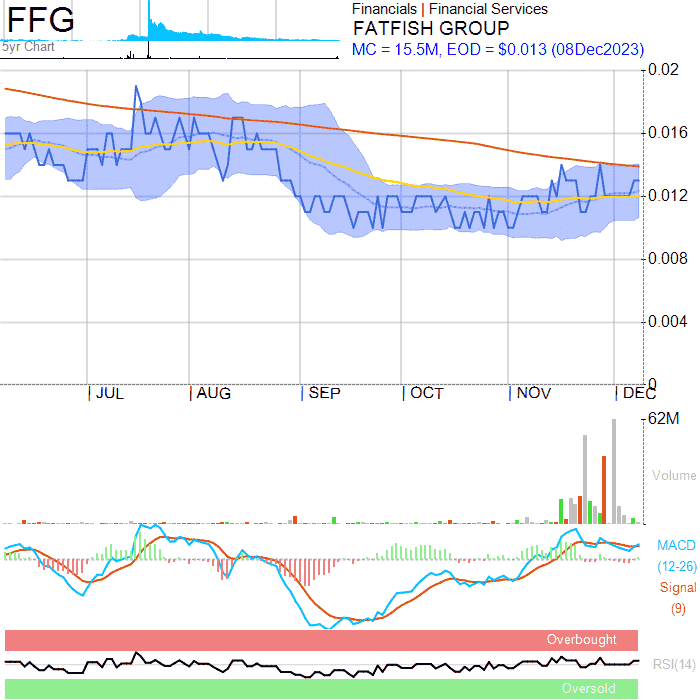 FFG
5yr Chart
Financials | Financial Services
FATFISH GROUP
MC = 15.5M, EOD = $0.013 (08Dec2023)
0.02
0.016
0.012
0.008
0.004
0
JUL AUG SEP OCT NOV DEC
62M
Volume
MACD
(12-26)
Signal
(9)
Overbought
RSI(14)
Oversold